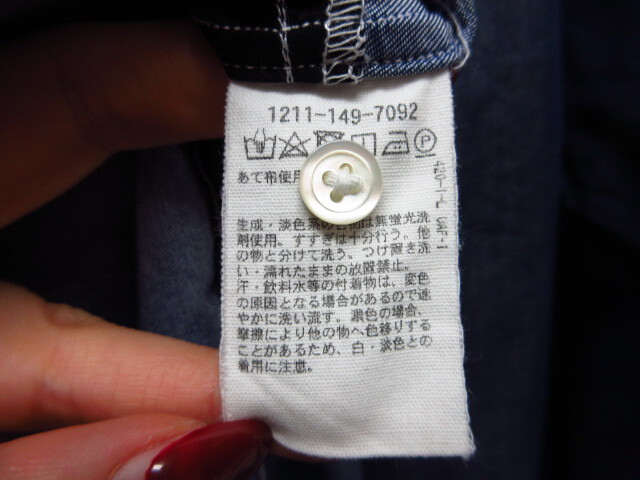 1211-149-7092
あて布使用
生成・淡色 は無蛍光洗
剤使用。すすぎは十分行う。他
の物と分けて洗う。つけ置き洗
い・濡れたままの放置禁止。
汗・飲料水等の付着物は、変色
の原因となる場合があるので速
やかに洗い流す。濃色の場合、
摩擦により他の物へ色移りする
ことがあるため、白・淡色との
着用に注意。